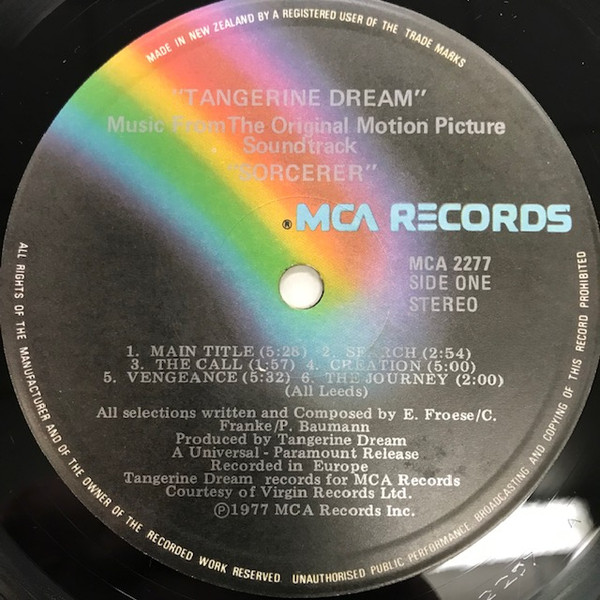 MADE IN NEW ZEALAND BY A REGISTERED USER OF THE TRADE MARKS
"TANGERINE DREAM"
Music From The Original Motion Picture
Soundtrack
"SORCERER"
® MCA RECORDS
MCA 2277
SIDE ONE
STEREO
1. MAIN TITLE (5:28) 2. SEARCH (2:54)
3. THE CALL (1:57) 4. CREATION (5:00)
5. VENGEANCE (5:32) 6. THE JOURNEY (2:00)
(All Leeds)
All selections written and Composed by E. Froese/C.
Franke/P. Baumann
Produced by Tangerine Dream
A Universal - Paramount Release
Recorded in Europe
Tangerine Dream records for MCA Records
Courtesy of Virgin Records Ltd.
Ⓟ1977 MCA Records Inc.
ALL RIGHTS OF THE MANUFACTURER AND OF THE OWNER OF THE RECORDED WORK RESERVED. UNAUTHORISED PUBLIC PERFORMANCE BROADCASTING AND COPYING OF THIS RECORD PROHIBITED